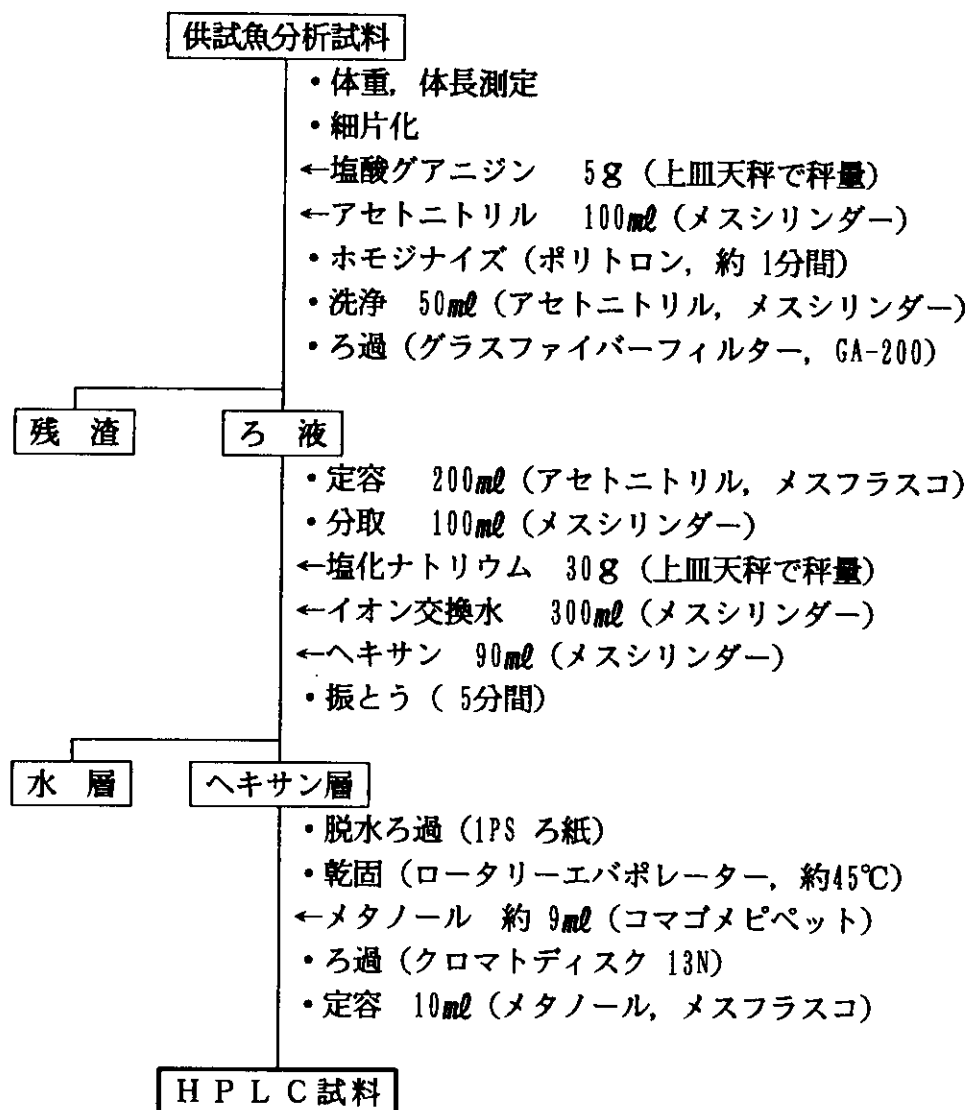 供試魚分析試料
・体重, 体長測定
・細片化
←塩酸グアニジン 5g (上皿天秤で秤量)
←アセトニトリル 100mℓ (メスシリンダー)
・ホモジナイズ (ポリトロン, 約 1分間)
・洗浄 50mℓ (アセトニトリル, メスシリンダー)
・ろ過 (グラスファイバーフィルター, GA-200)
残 渣 ろ 液
・定容 200mℓ (アセトニトリル, メスフラスコ)
・分取 100mℓ (メスシリンダー)
←塩化ナトリウム 30g (上皿天秤で秤量)
←イオン交換水 300mℓ (メスシリンダー)
←ヘキサン 90mℓ (メスシリンダー)
・振とう ( 5分間)
水 層 ヘキサン層
・脱水ろ過 (1PS ろ紙)
・乾固 (ロータリーエバポレーター, 約45℃)
←メタノール 約 9mℓ (コマゴメピペット)
・ろ過 (クロマトディスク 13N)
・定容 10mℓ (メタノール, メスフラスコ)
HPLC試料